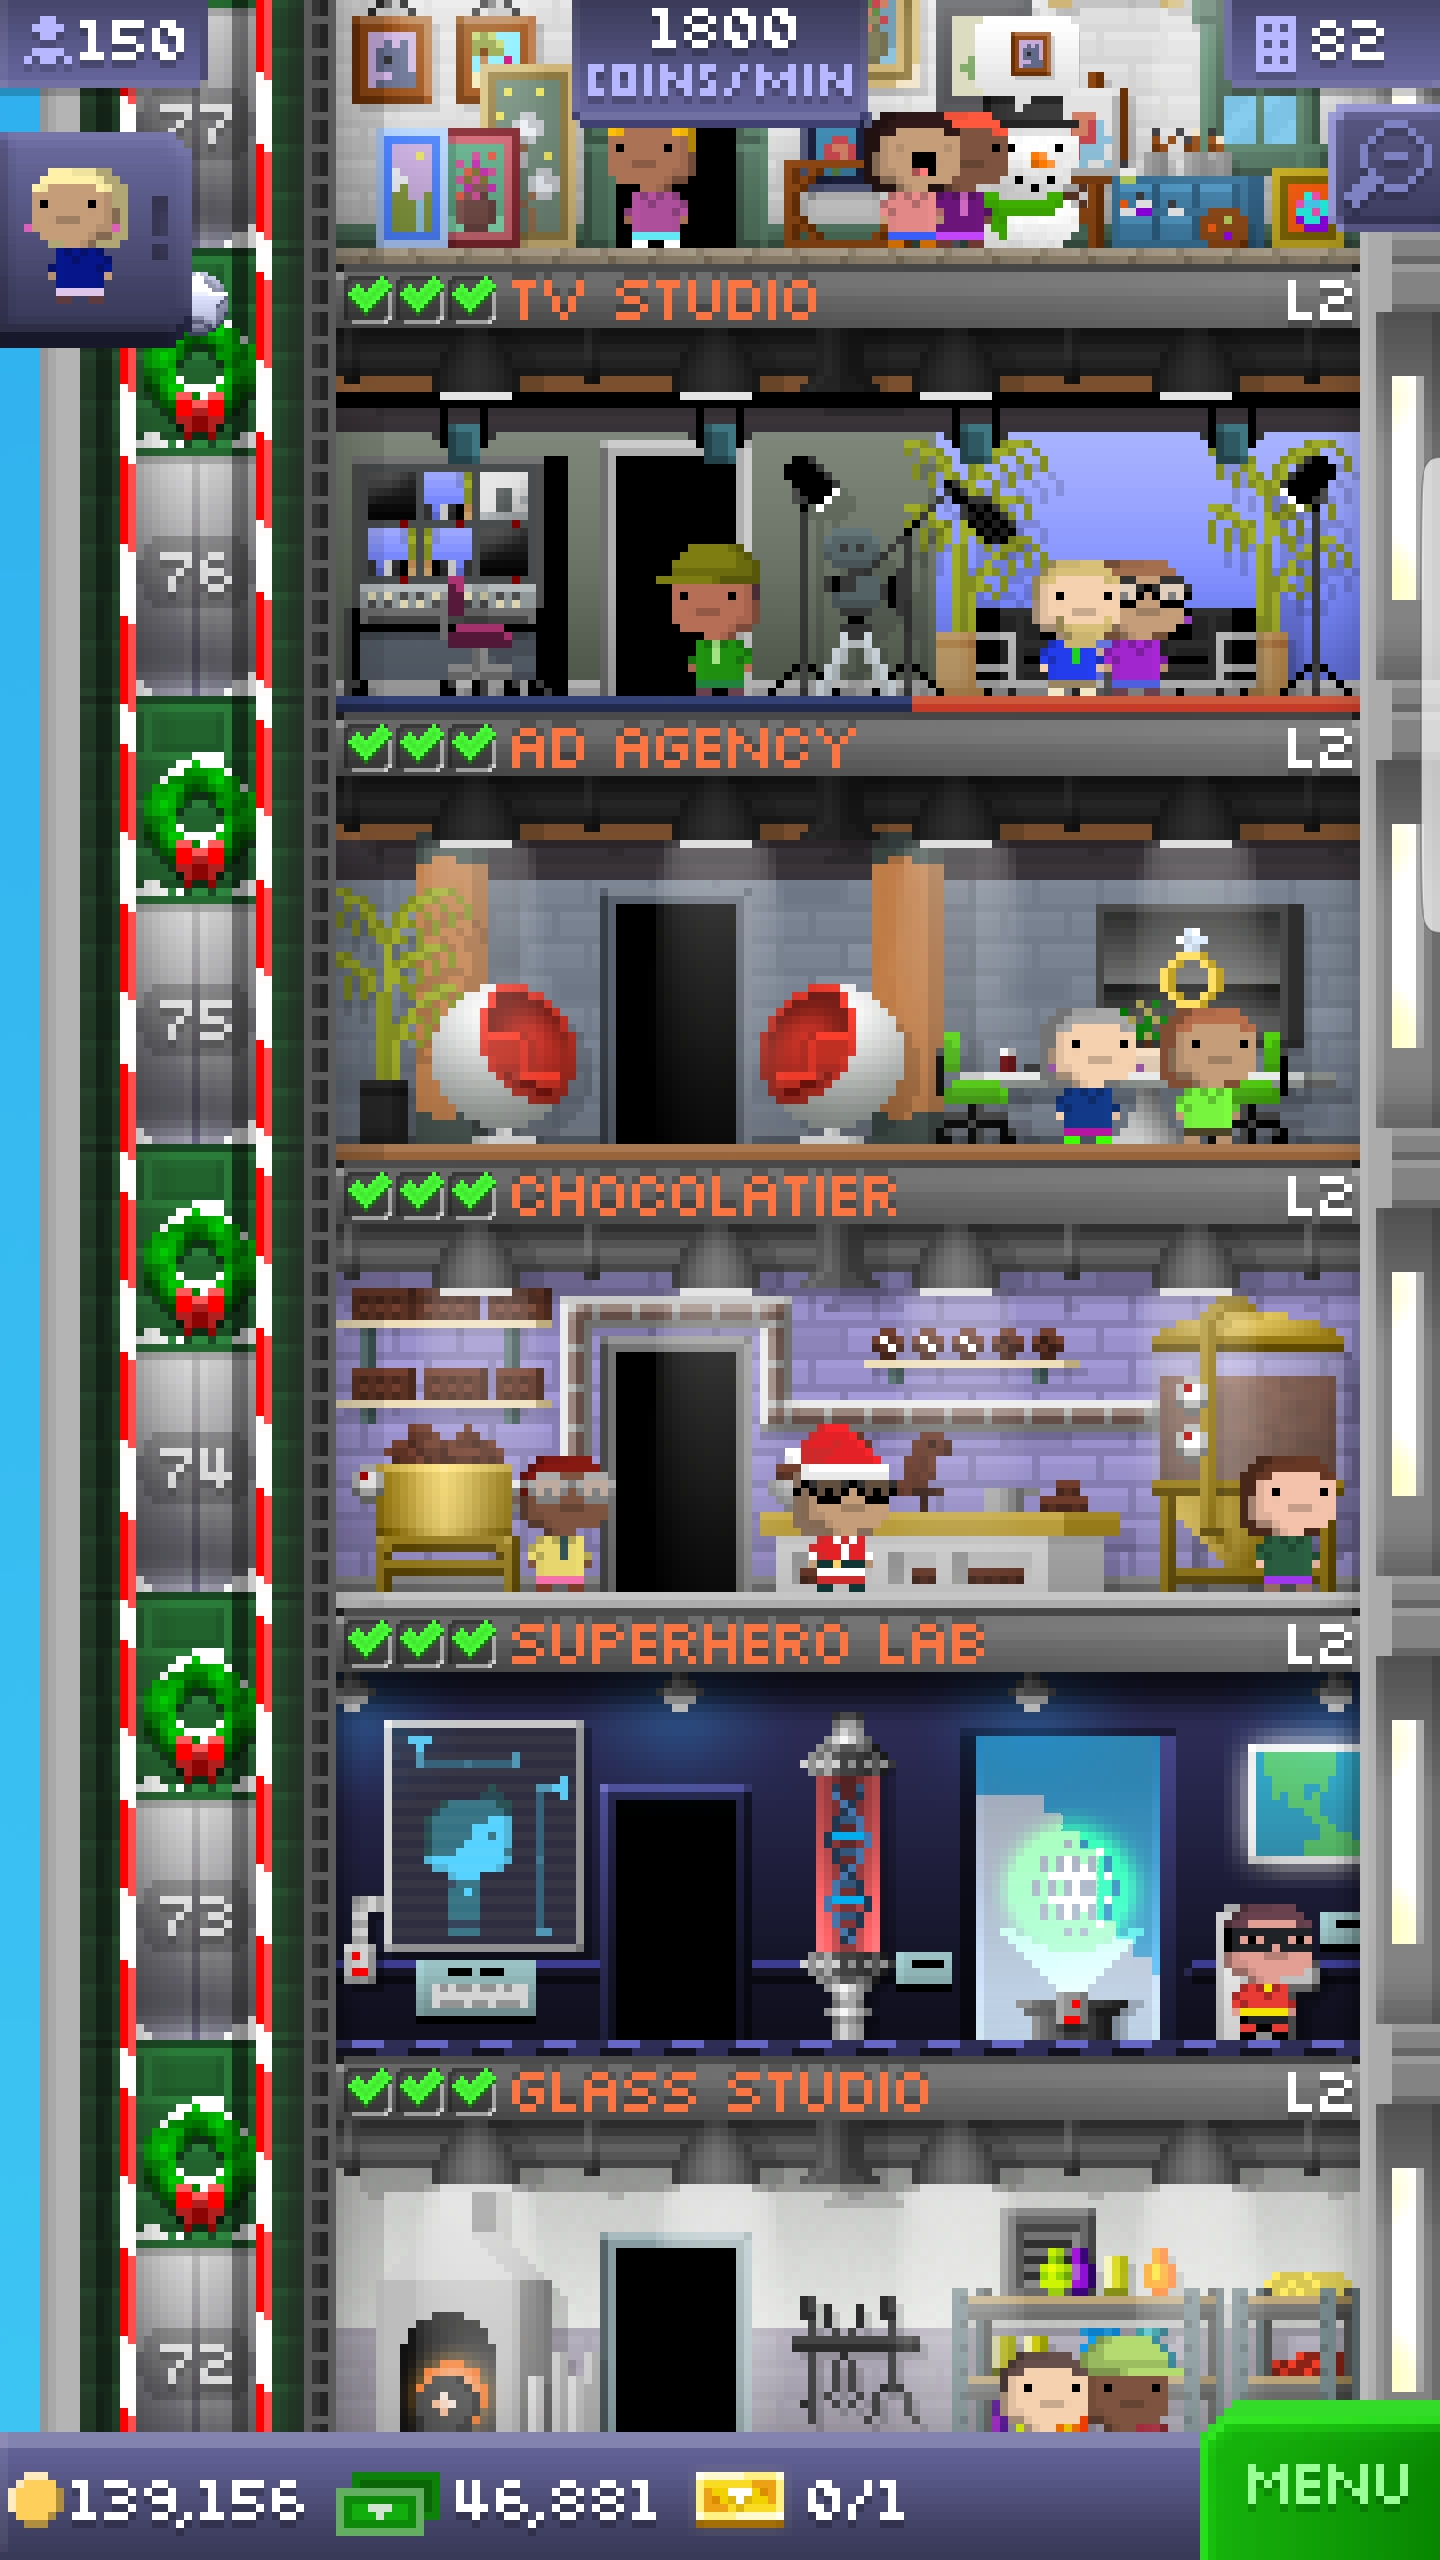 150
1800
COINS/MIN
82
77
!
TV STUDIO L2
76
AD AGENCY L2
75
CHOCOLATIER L2
74
SUPERHERO LAB L2
73
GLASS STUDIO L2
72
139,156 46,881 0/1 MENU